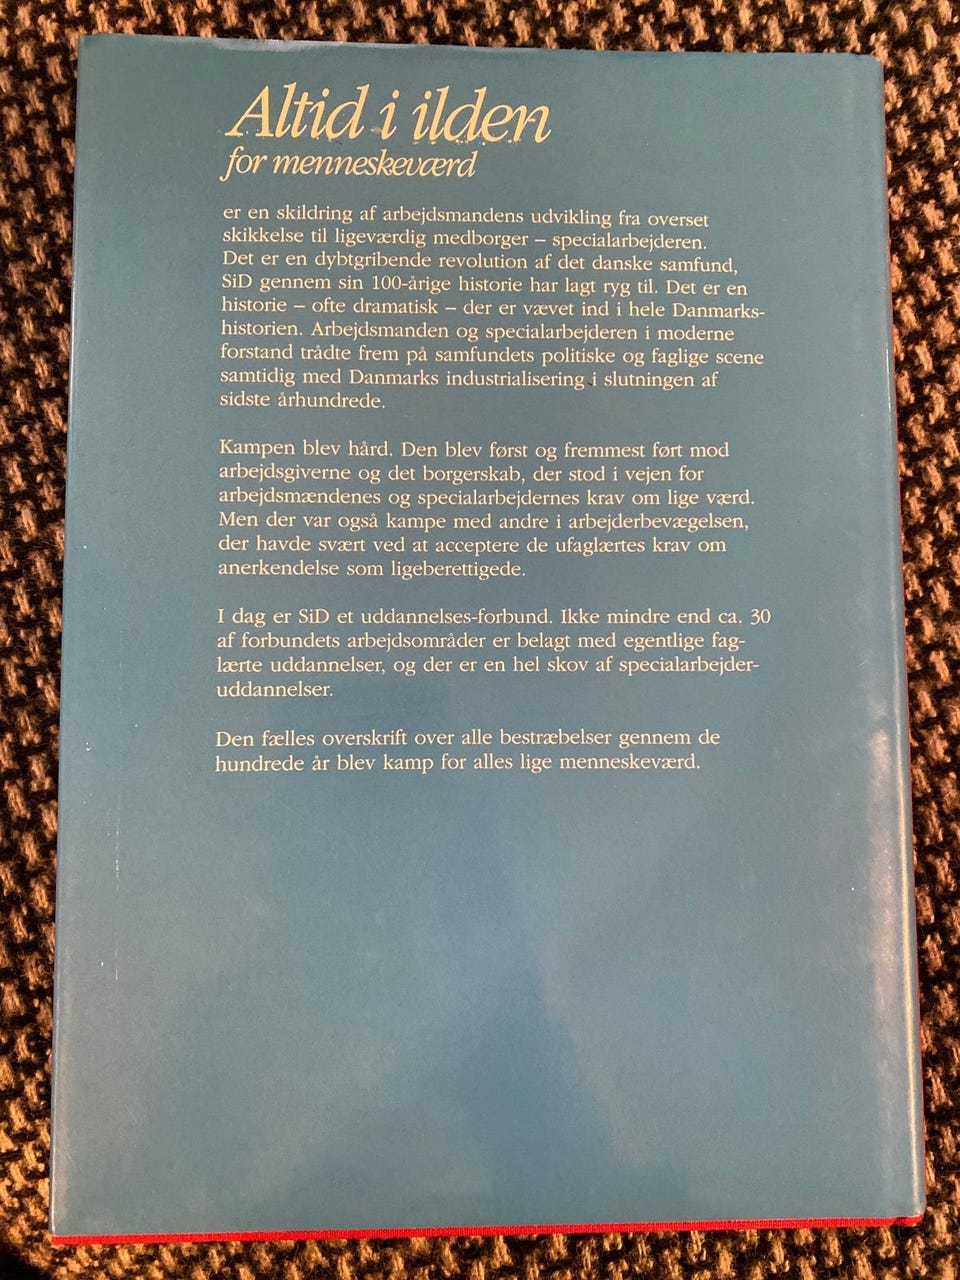 Altid i ilden
for menneskeværd
er en skildring af arbejdsmandens udvikling fra overset
skikkelse til ligeværdig medborger – specialarbejderen.
Det er en dybtgribende revolution af det danske samfund,
SiD gennem sin 100-årige historie har lagt ryg til. Det er en
historie – ofte dramatisk – der er vævet ind i hele Danmarks-
historien. Arbejdsmanden og specialarbejderen i moderne
forstand trådte frem på samfundets politiske og faglige scene
samtidig med Danmarks industrialisering i slutningen af
sidste århundrede.
Kampen blev hård. Den blev først og fremmest ført mod
arbejdsgiverne og det borgerskab, der stod i vejen for
arbejdsmændenes og specialarbejdernes krav om lige værd.
Men der var også kampe med andre i arbejderbevægelsen,
der havde svært ved at acceptere de ufaglærtes krav om
anerkendelse som ligeberettigede.
I dag er SiD et uddannelses-forbund. Ikke mindre end ca. 30
af forbundets arbejdsområder er belagt med egentlige fag-
lærte uddannelser, og der er en hel skov af specialarbejder-
uddannelser.
Den fælles overskrift over alle bestræbelser gennem de
hundrede år blev kamp for alles lige menneskeværd.